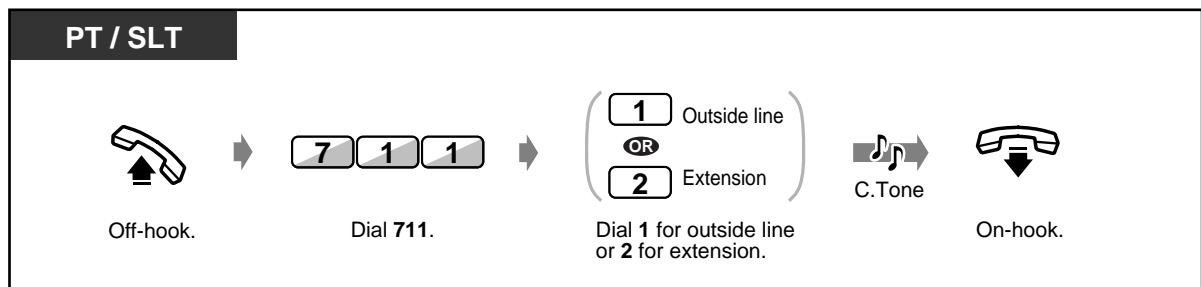 PT / SLT
7 1 1
1 Outside line
OR
2 Extension
C.Tone
Off-hook.
Dial 711.
Dial 1 for outside line
or 2 for extension.
On-hook.